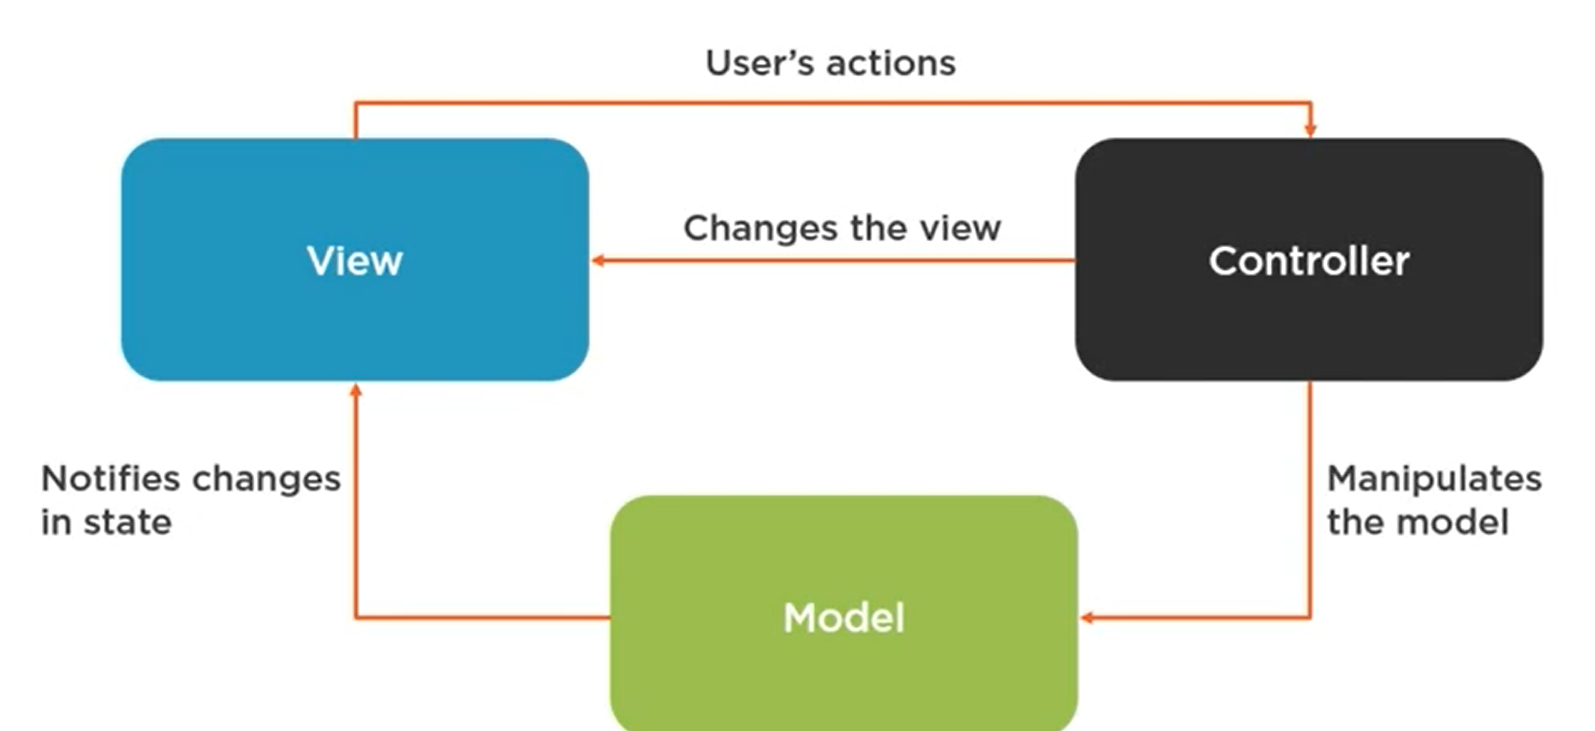 User’s actions
View
Changes the view
Controller
Notifies changes
in state
Manipulates
the model
Model